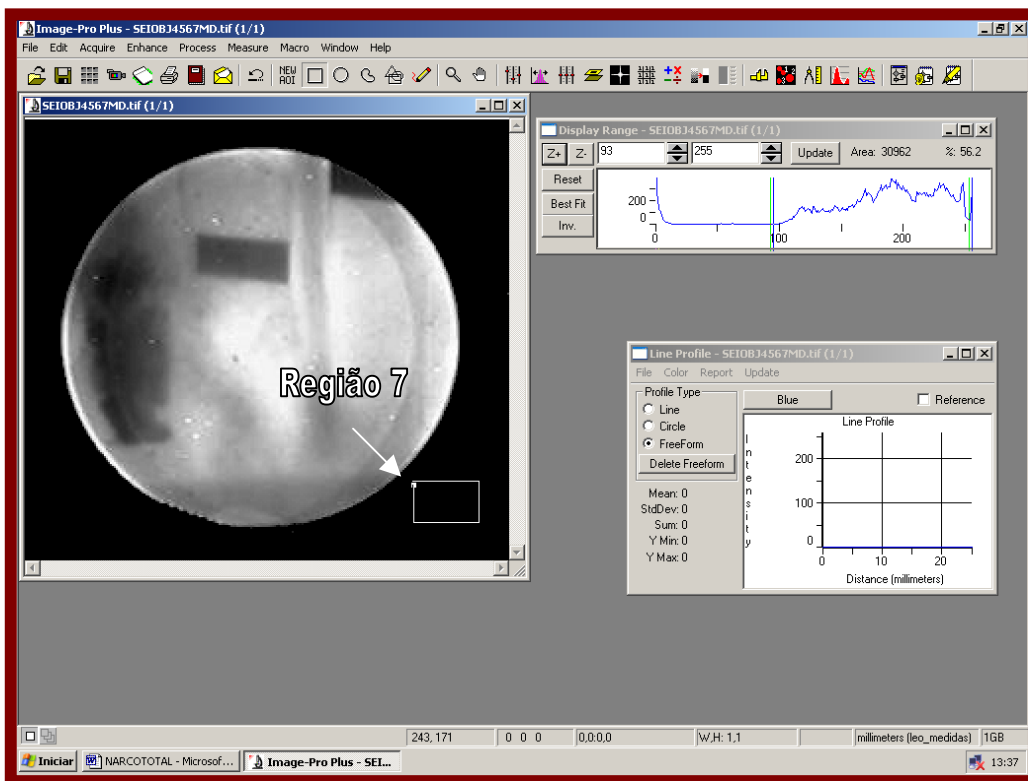 Image-Pro Plus - SEIOBJ4567MD.tif (1/1)
File Edit Acquire Enhance Process Measure Macro Window Help
NEW AOI
SEIOBJ4567MD.tif (1/1)
Região 7
Display Range - SEIOBJ4567MD.tif (1/1)
Z+ Z- 93 255 Update Area: 30962 %: 56.2
Reset
Best Fit
Inv.
200
0
0 100 200
Line Profile - SEIOBJ4567MD.tif (1/1)
File Color Report Update
Profile Type
Line
Circle
FreeForm
Delete Freeform
Mean: 0
StdDev: 0
Sum: 0
Y Min: 0
Y Max: 0
Blue Reference
Line Profile
Intensity
200
100
0
0 10 20
Distance (millimeters)
243, 171 0 0 0 0,0:0,0 W,H: 1,1 millimeters (leo_medidas) 1GB
Iniciar NARCOTOTAL - Microsof... Image-Pro Plus - SEI... 13:37